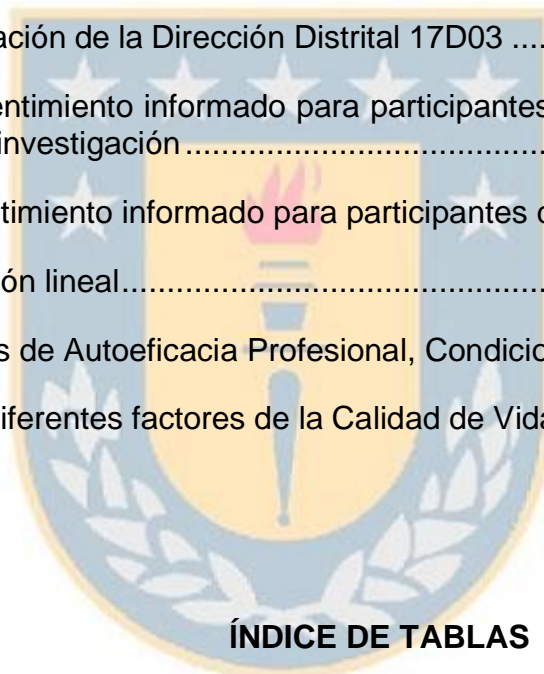 ación de la Dirección Distrital 17D03 ....
entimiento informado para participantes
investigación.......................................
timiento informado para participantes
ón lineal...............................................
s de Autoeficacia Profesional,
iferentes factores de la Calidad de Vida
ÍNDICE DE TABLAS